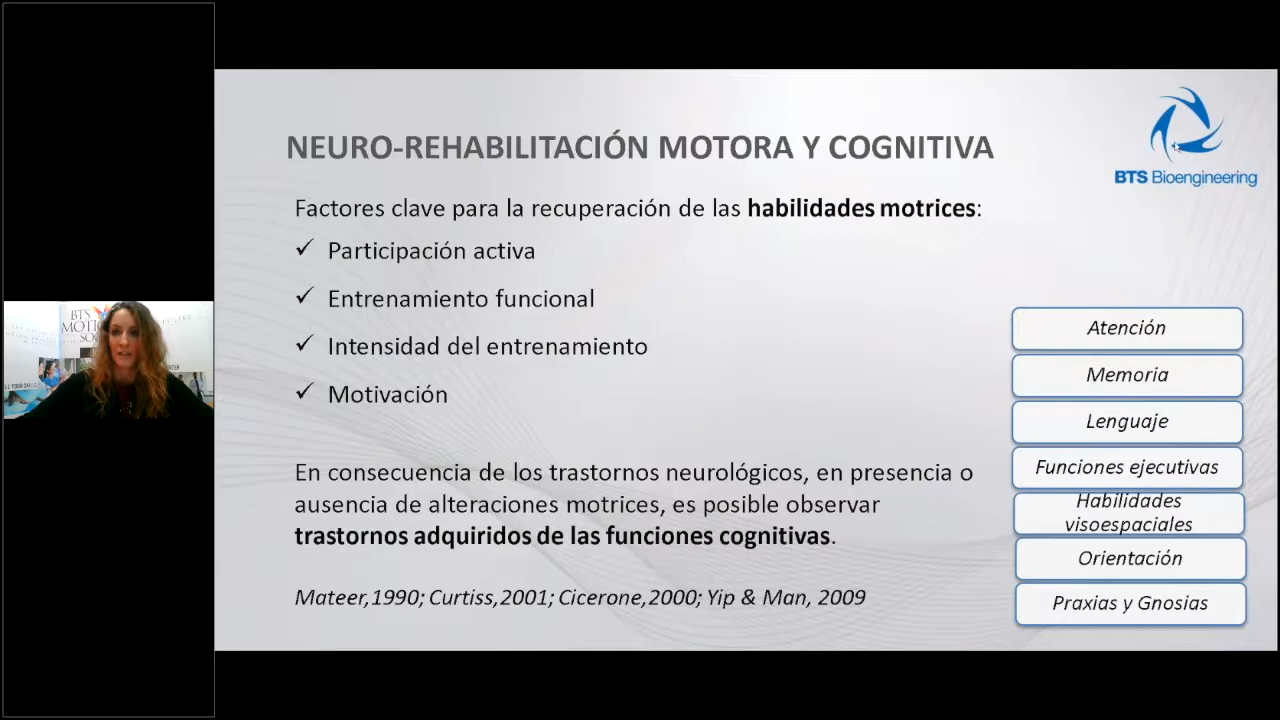 NEURO-REHABILITACIÓN MOTORA Y COGNITIVA
BTS Bioengineering
Factores clave para la recuperación de las habilidades motrices:
✓ Participación activa
✓ Entrenamiento funcional
✓ Intensidad del entrenamiento
✓ Motivación
En consecuencia de los trastornos neurológicos, en presencia o
ausencia de alteraciones motrices, es posible observar
trastornos adquiridos de las funciones cognitivas.
Mateer,1990; Curtiss,2001; Cicerone,2000; Yip & Man, 2009
Atención
Memoria
Lenguaje
Funciones ejecutivas
Habilidades
visoespaciales
Orientación
Praxias y Gnosias
BTS